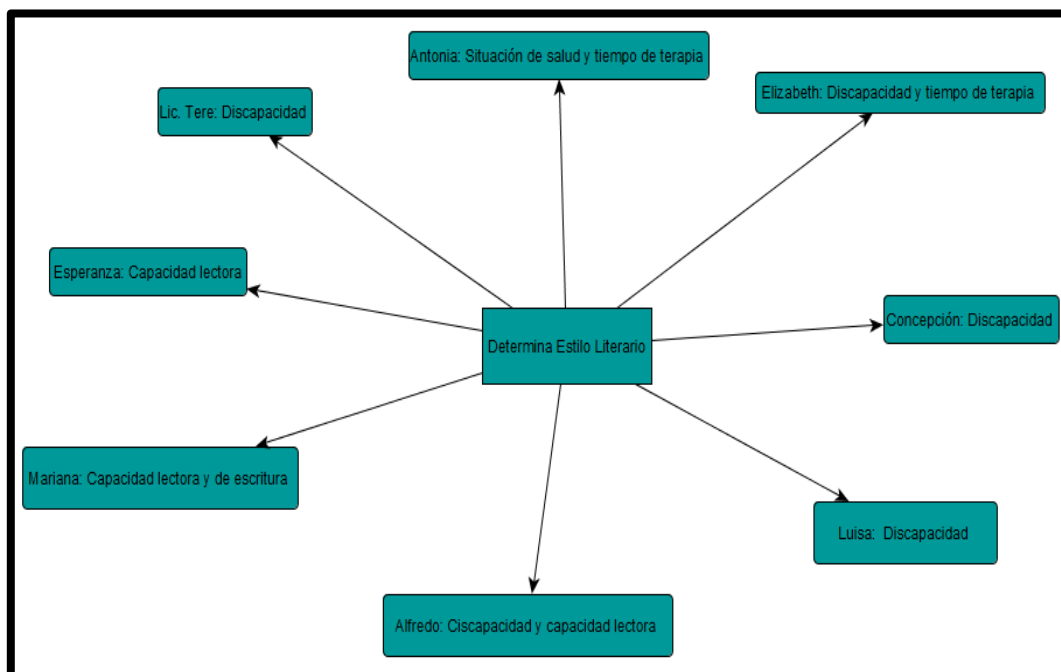 Antonia: Situación de salud y tiempo de terapia
Elizabeth: Discapacidad y tiempo de terapia
Lic. Tere: Discapacidad
Esperanza: Capacidad lectora
Concepción: Discapacidad
Determina Estilo Literario
Mariana: Capacidad lectora y de escritura
Luisa: Discapacidad
Alfredo: Ciscapacidad y capacidad lectora